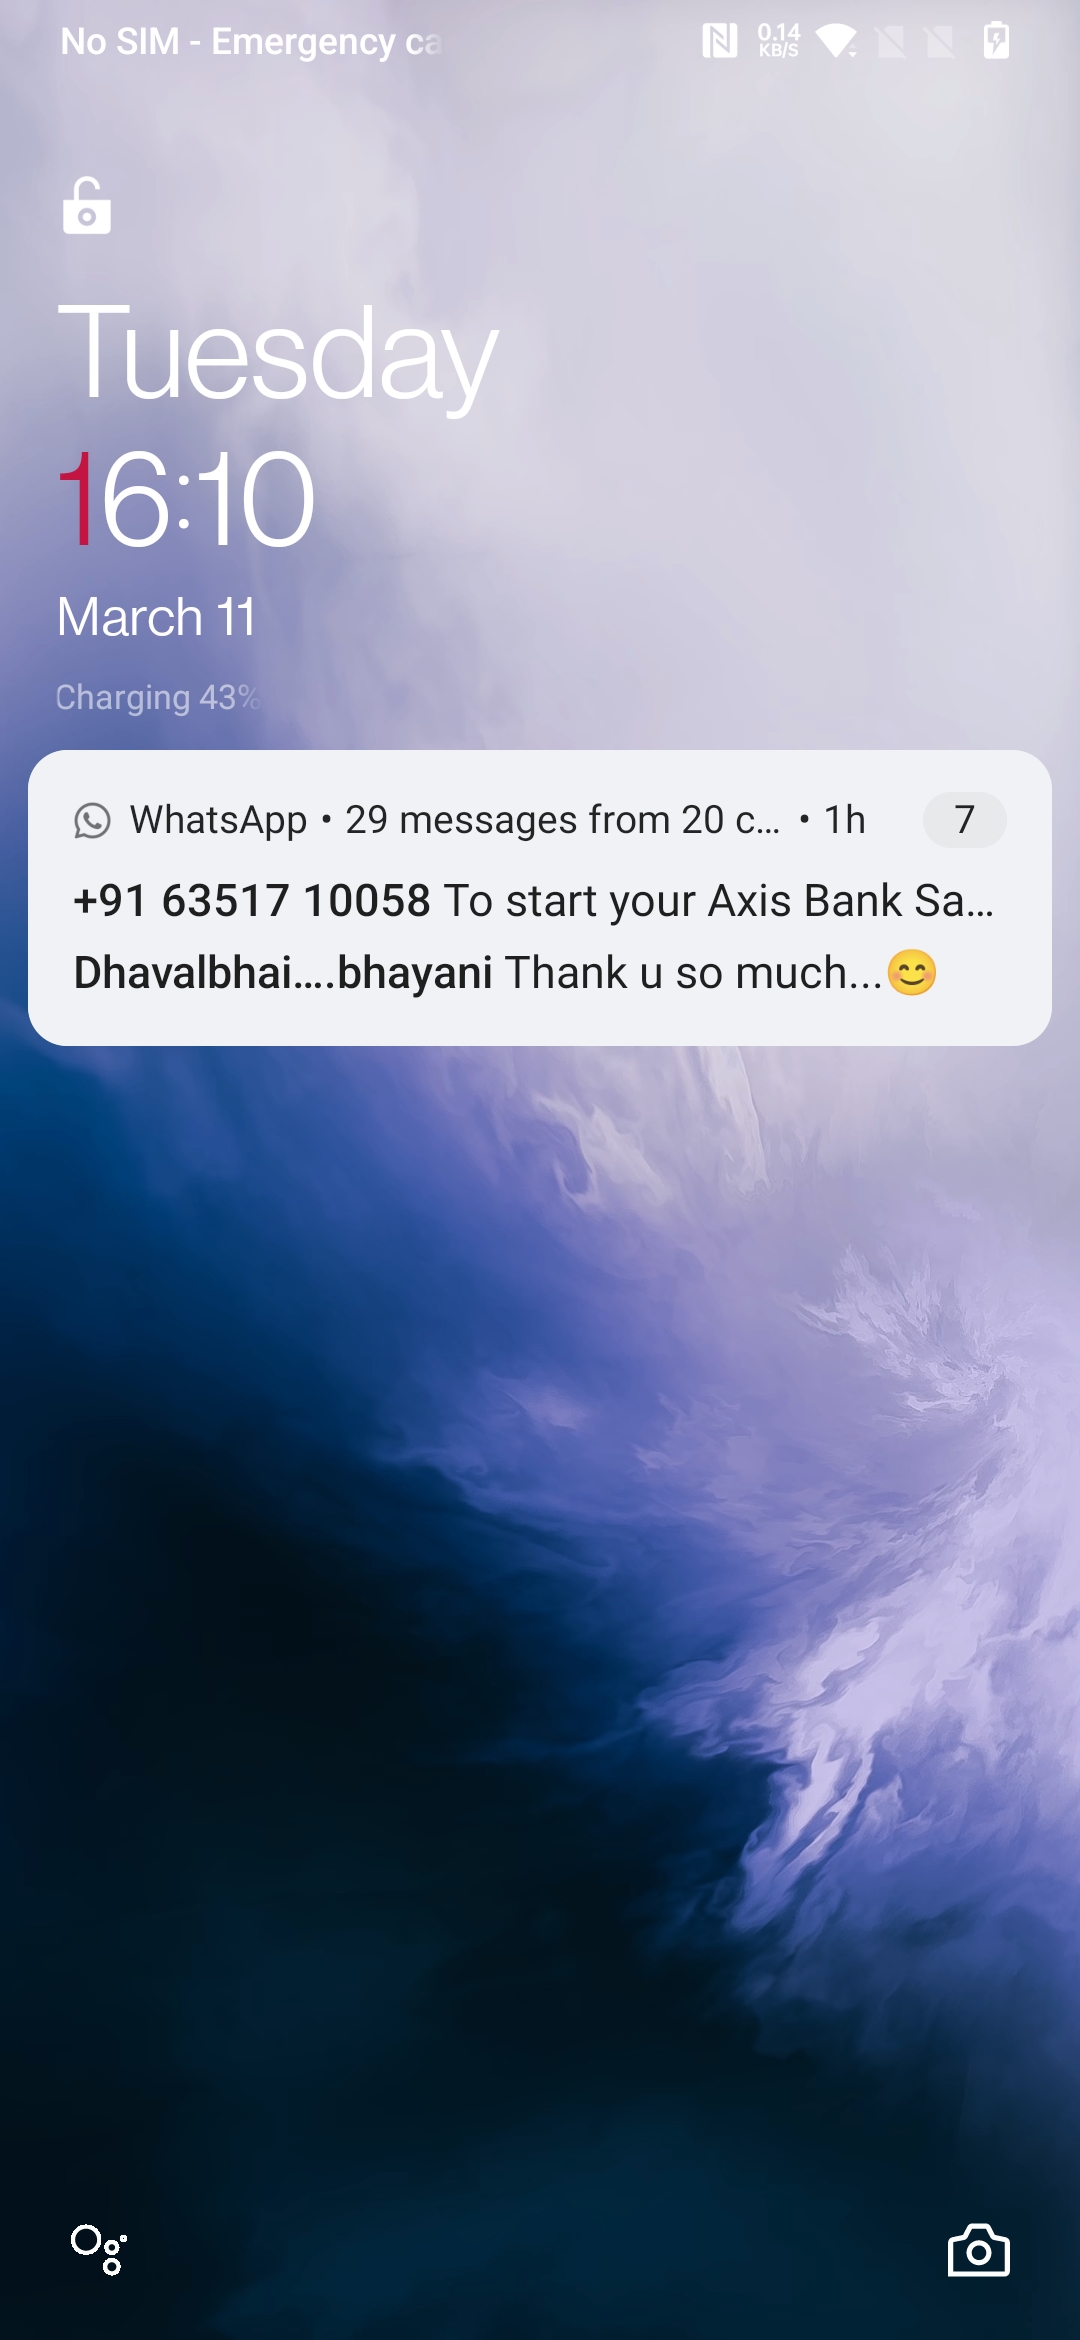 No SIM - Emergency ca
0.14
KB/S
Tuesday
16:10
March 11
Charging 43%
WhatsApp • 29 messages from 20 c... • 1h 7
+91 63517 10058 To start your Axis Bank Sa...
Dhavalbhai....bhayani Thank u so much...😊